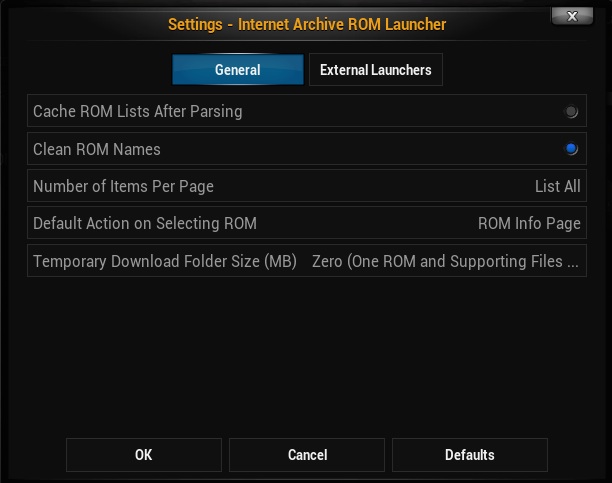 Settings - Internet Archive ROM Launcher
x
General External Launchers
Cache ROM Lists After Parsing
Clean ROM Names
Number of Items Per Page List All
Default Action on Selecting ROM ROM Info Page
Temporary Download Folder Size (MB) Zero (One ROM and Supporting Files ...
OK Cancel Defaults